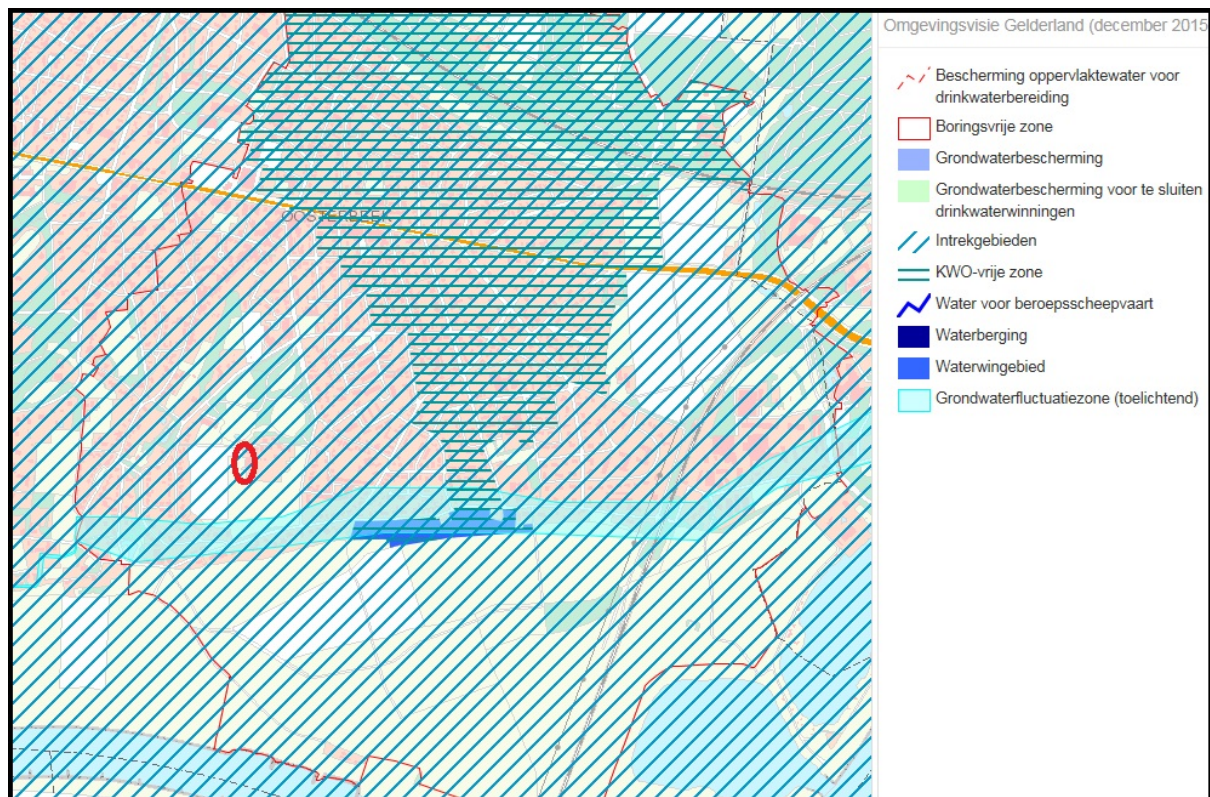 Omgevingsvisie Gelderland (december 2015
Bescherming oppervlaktewater voor
drinkwaterbereiding
Boringsvrije zone
Grondwaterbescherming
Grondwaterbescherming voor te sluiten
drinkwaterwinningen
Intrekgebieden
KWO-vrije zone
Water voor beroepsscheepvaart
Waterberging
Waterwingebied
Grondwaterfluctuatiezone (toelichtend)
OOSTERBEEK